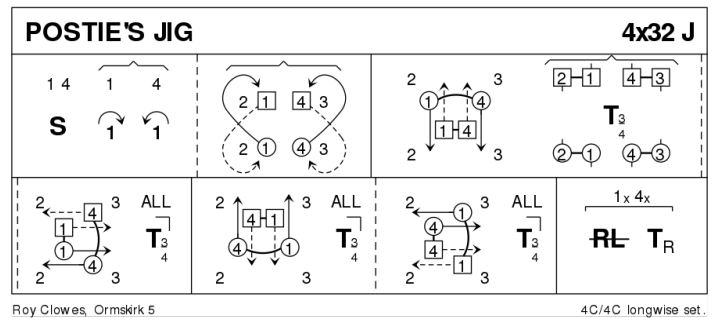 POSTIE'S JIG 4x32 J
1 4 1 4
S 1 1
2 1 4 3
2 1 4 3
2 3 2 1 4 3
1 4
1 4 T 3 4
2 3 2 1 4 3
2 4 3 ALL
1
1 T 3 4
4
2 3
2 3 ALL
4 1
4 1 T 3 4
2 3
2 1 3 ALL
4
4 T 3 4
1
2 3
1x 4x
RL TR
Roy Clowes, Ormskirk 5 4C/4C longwise set.